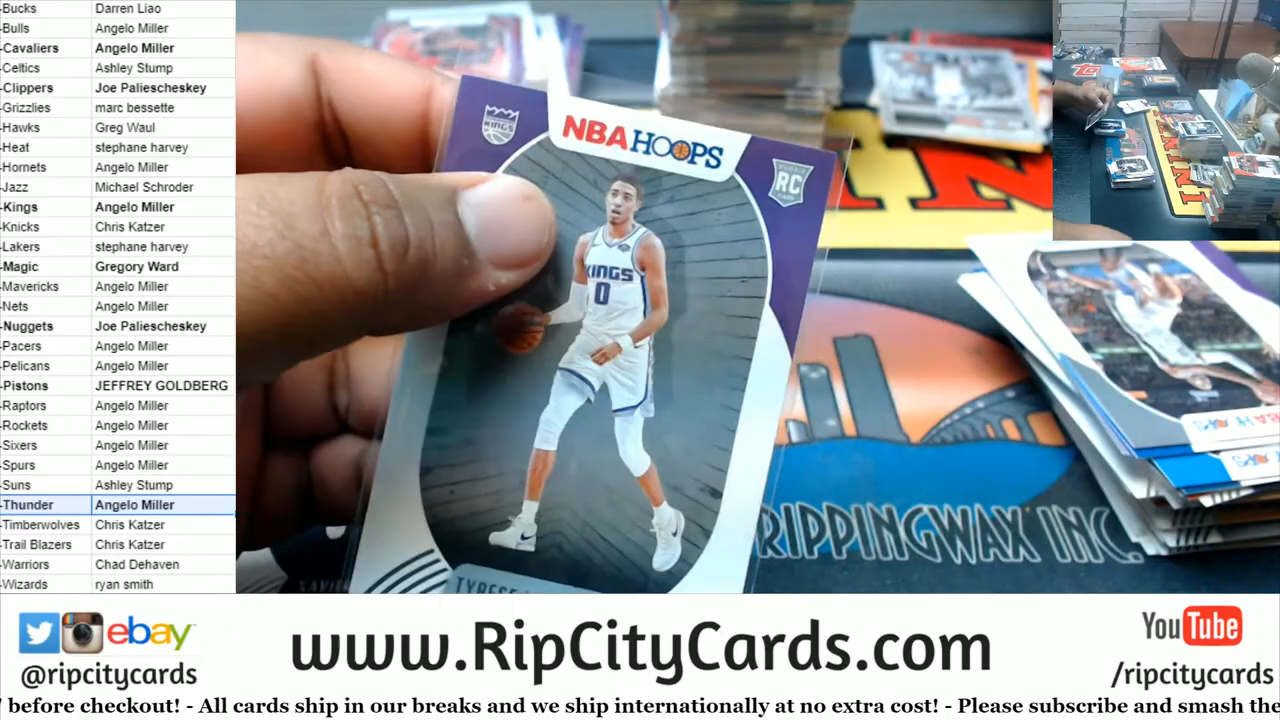 -Bucks Darren Liao
-Bulls Angelo Miller
-Cavaliers Angelo Miller
-Celtics Ashley Stump
-Clippers Joe Paliescheskey
-Grizzlies marc bessette
-Hawks Greg Waul
-Heat stephane harvey
-Hornets Angelo Miller
-Jazz Michael Schroder
-Kings Angelo Miller
-Knicks Chris Katzer
-Lakers stephane harvey
-Magic Gregory Ward
-Mavericks Angelo Miller
-Nets Angelo Miller
-Nuggets Joe Paliescheskey
-Pacers Angelo Miller
-Pelicans Angelo Miller
-Pistons JEFFREY GOLDBERG
-Raptors Angelo Miller
-Rockets Angelo Miller
-Sixers Angelo Miller
-Spurs Angelo Miller
-Suns Ashley Stump
-Thunder Angelo Miller
-Timberwolves Chris Katzer
-Trail Blazers Chris Katzer
-Warriors Chad Dehaven
-Wizards ryan smith
KINGS
NBA HOOPS
RC
KINGS
0
RIPPINGWAX INC.
ebay
@ripcitycards
www.RipCityCards.com
YouTube
/ripcitycards
before checkout! - All cards ship in our breaks and we ship internationally at no extra cost! - Please subscribe and smash the